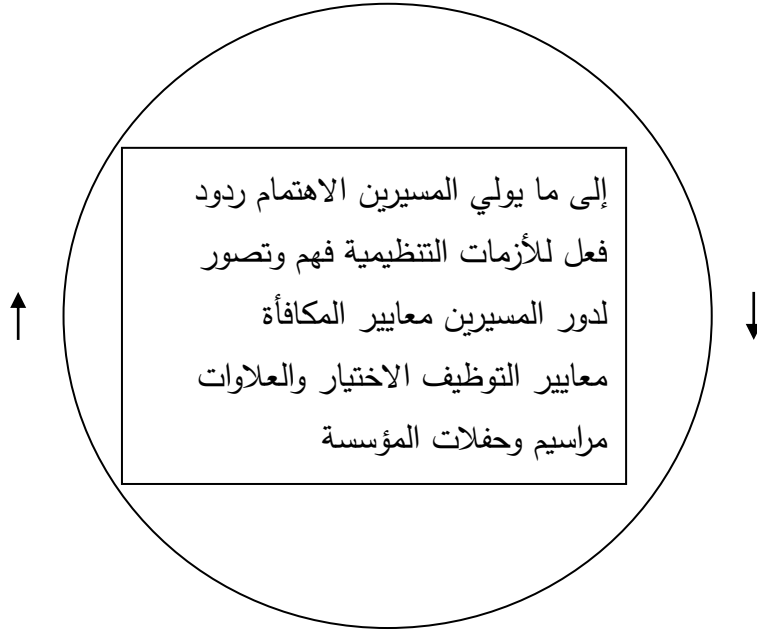 إلى ما يولي المسيرين الاهتمام ردود
فعل للأزمات التنظيمية فهم وتصور
لدور المسيرين معايير المكافأة
معايير التوظيف الاختيار والعلاوات
مراسيم وحفلات المؤسسة